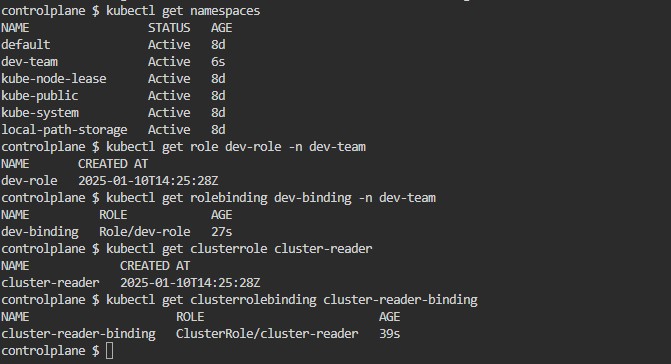 controlplane $ kubectl get namespaces
NAME                 STATUS   AGE
default              Active   8d
dev-team             Active   6s
kube-node-lease      Active   8d
kube-public          Active   8d
kube-system          Active   8d
local-path-storage   Active   8d
controlplane $ kubectl get role dev-role -n dev-team
NAME       CREATED AT
dev-role   2025-01-10T14:25:28Z
controlplane $ kubectl get rolebinding dev-binding -n dev-team
NAME          ROLE            AGE
dev-binding   Role/dev-role   27s
controlplane $ kubectl get clusterrole cluster-reader
NAME             CREATED AT
cluster-reader   2025-01-10T14:25:28Z
controlplane $ kubectl get clusterrolebinding cluster-reader-binding
NAME                     ROLE                         AGE
cluster-reader-binding   ClusterRole/cluster-reader   39s
controlplane $